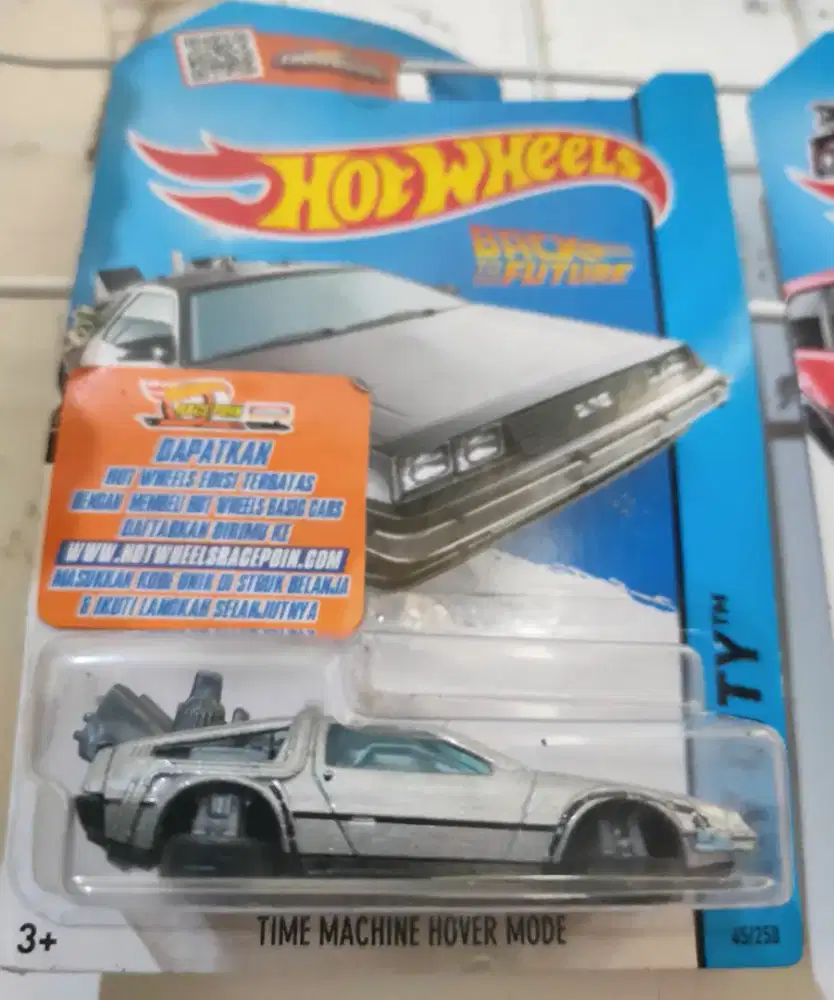 HOT WHEELS
BACK
TO THE FUTURE
DAPATKAN
HOT WHEELS EDISI TERBATAS
DENGAN MEMBELI HOT WHEELS BASIC CARS
DAFTARKAN DIRIMU KE
WWW.HOTWHEELSRACEPOIN.COM
MASUKKAN KODE UNIK DI STRUK BELANJA
& IKUTI LANGKAH SELANJUTNYA
TY™
TIME MACHINE HOVER MODE
3+
45/250